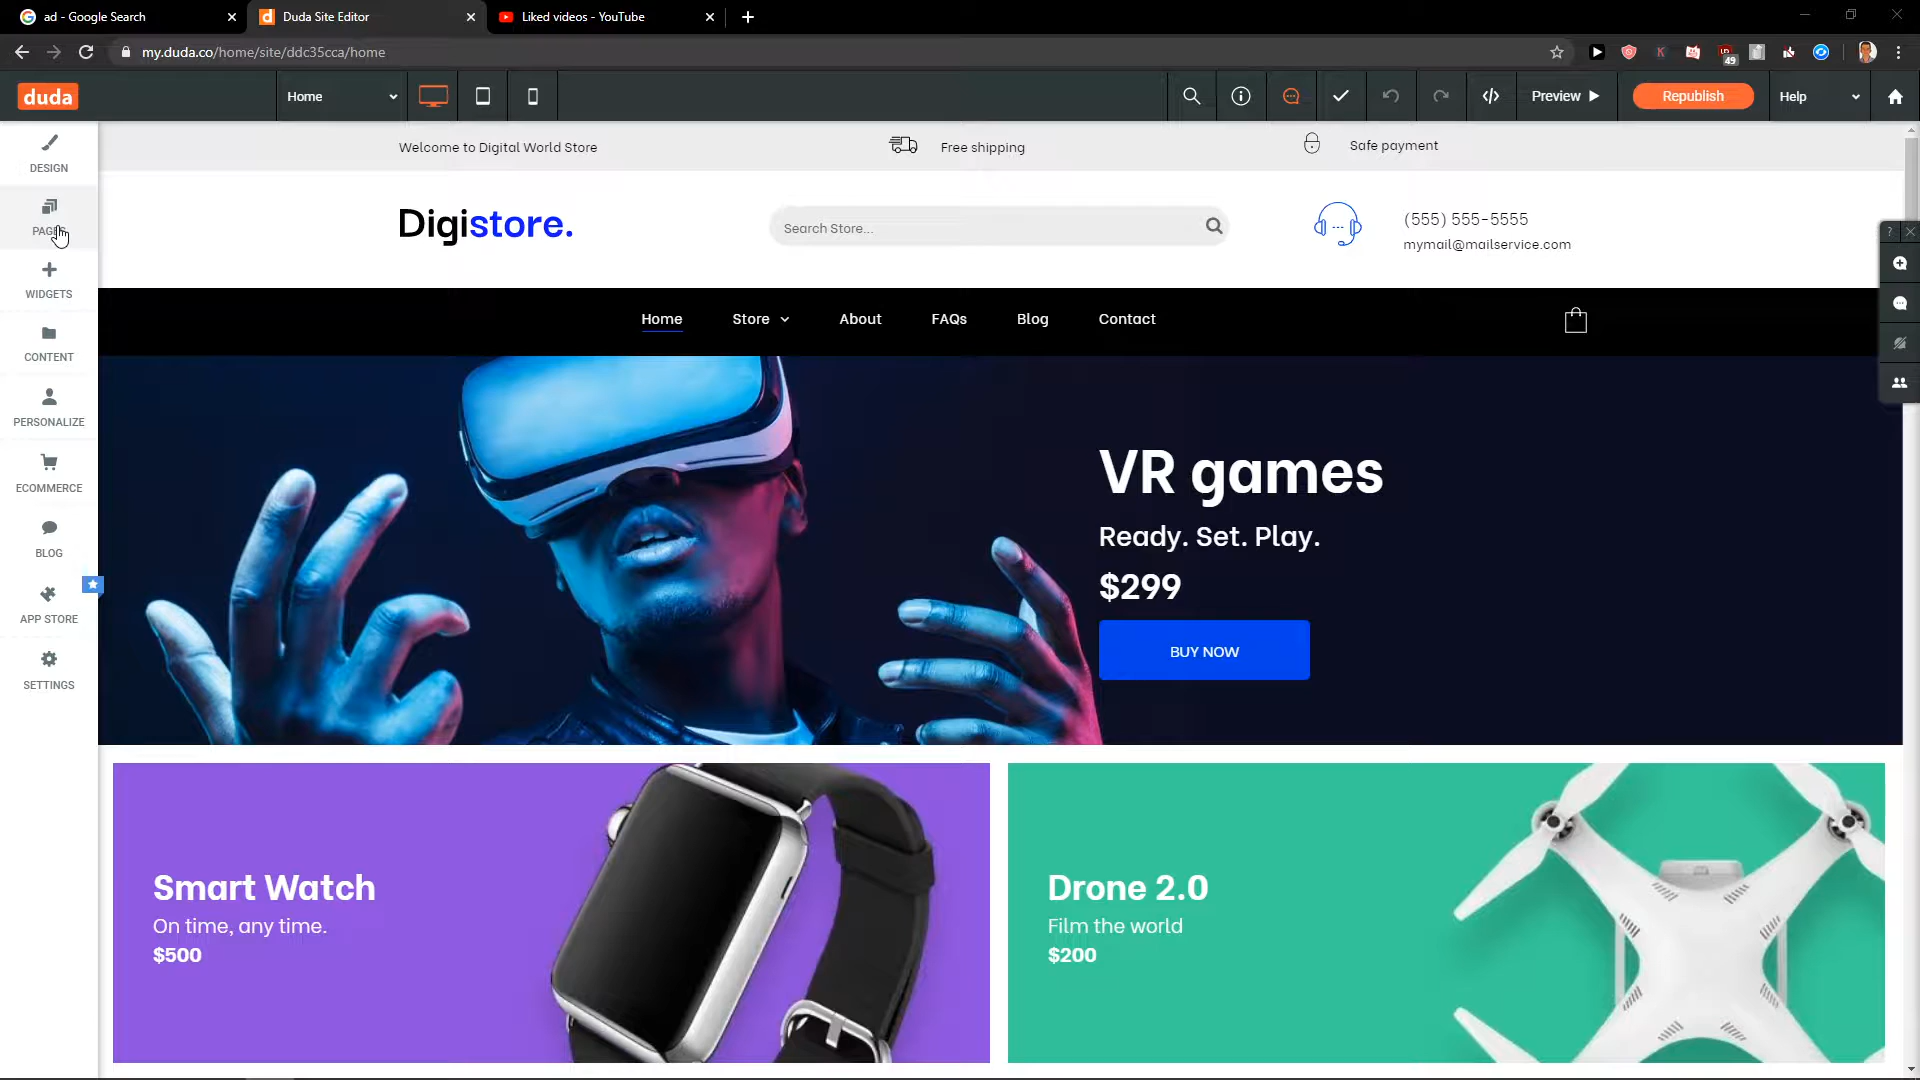 ad - Google Search
Duda Site Editor
Liked videos - YouTube
my.duda.co/home/site/ddc35cca/home
49
duda
Home
Preview
Republish
Help
DESIGN
PAGES
WIDGETS
CONTENT
PERSONALIZE
ECOMMERCE
BLOG
APP STORE
SETTINGS
Welcome to Digital World Store
Free shipping
Safe payment
Digistore.
Search Store...
(555) 555-5555
mymail@mailservice.com
Home
Store
About
FAQs
Blog
Contact
VR games
Ready. Set. Play.
$299
BUY NOW
Smart Watch
On time, any time.
$500
Drone 2.0
Film the world
$200